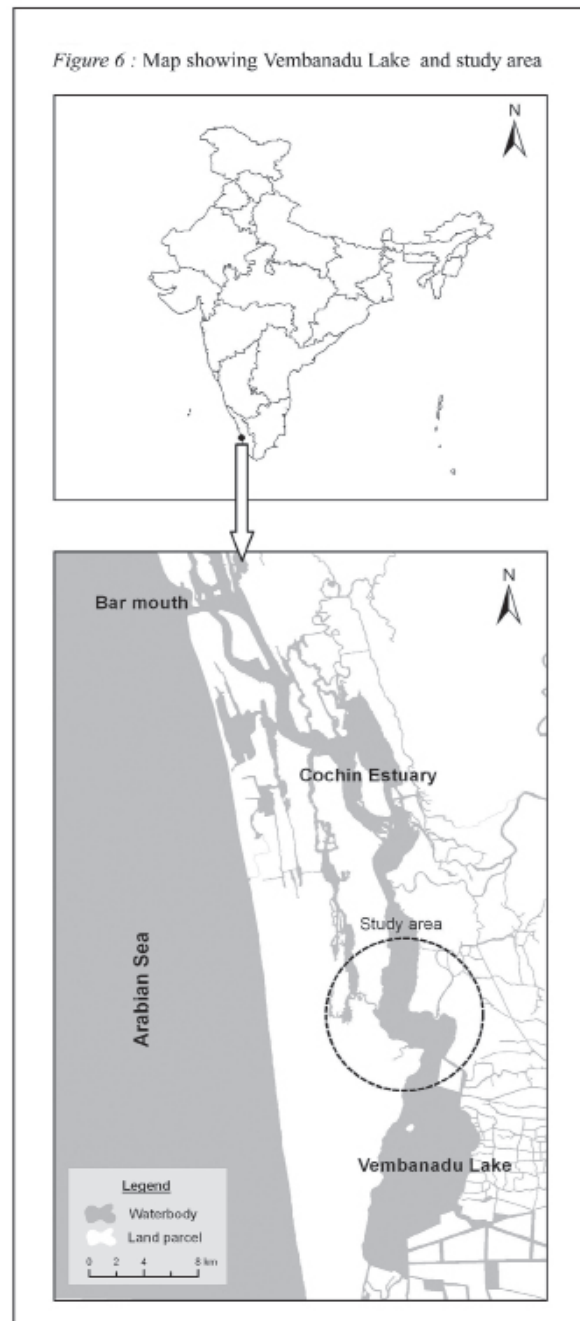 Figure 6 : Map showing Vembanadu Lake and study area
N
N
Bar mouth
Cochin Estuary
Study area
Arabian Sea
Vembanadu Lake
Legend
Waterbody
Land parcel
0 2 4 8 km